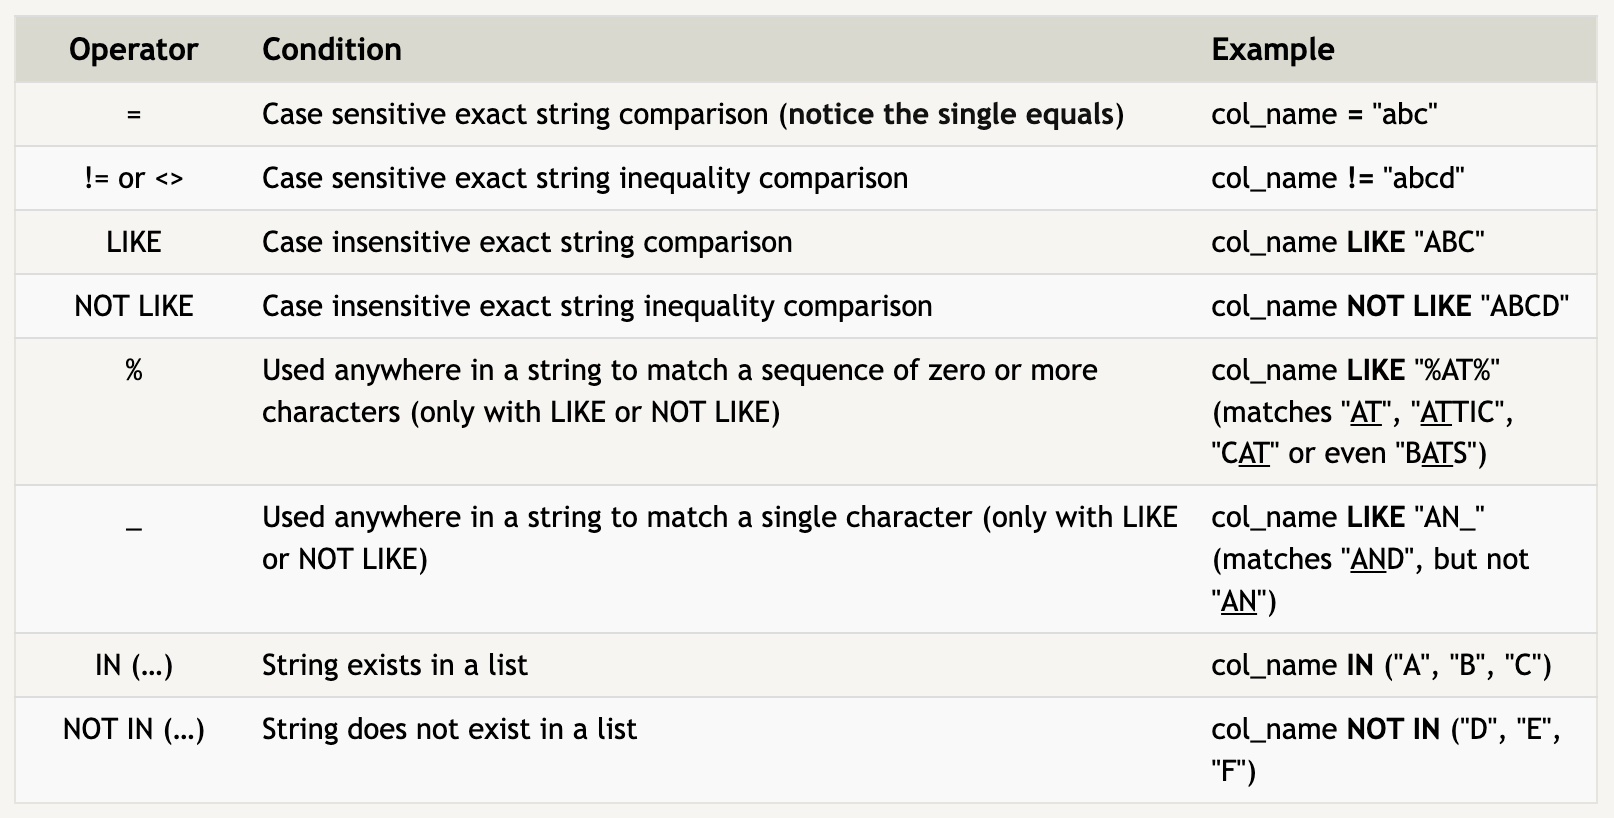 Operator Condition Example
= Case sensitive exact string comparison (notice the single equals) col_name = "abc"
!= or <> Case sensitive exact string inequality comparison col_name != "abcd"
LIKE Case insensitive exact string comparison col_name LIKE "ABC"
NOT LIKE Case insensitive exact string inequality comparison col_name NOT LIKE "ABCD"
% Used anywhere in a string to match a sequence of zero or more col_name LIKE "%AT%"
characters (only with LIKE or NOT LIKE) (matches "AT", "ATTIC",
"CAT" or even "BATS")
_ Used anywhere in a string to match a single character (only with LIKE col_name LIKE "AN_"
or NOT LIKE) (matches "AND", but not
"AN")
IN (…) String exists in a list col_name IN ("A", "B", "C")
NOT IN (…) String does not exist in a list col_name NOT IN ("D", "E",
"F")